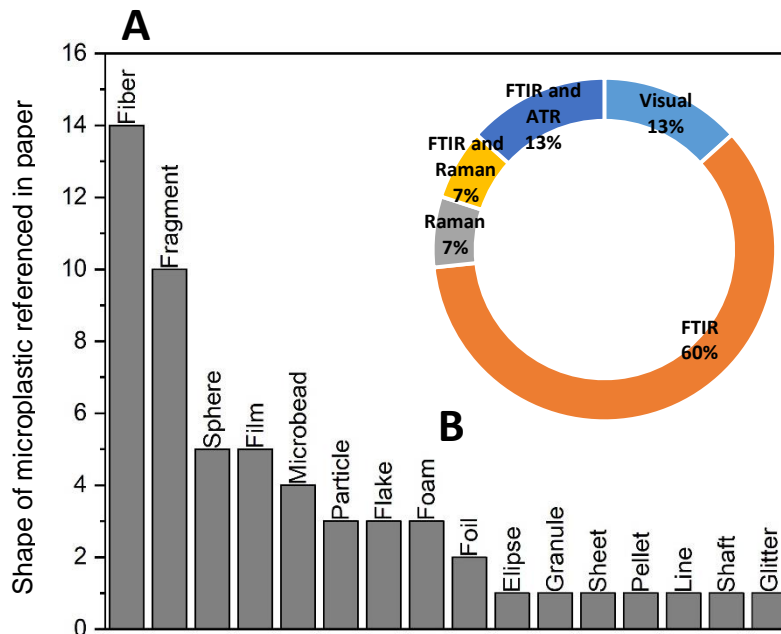 A
Shape of microplastic referenced in paper
16
14
12
10
8
6
4
2
0
Fiber
Fragment
Sphere
Film
Microbead
Particle
Flake
Foam
Foil
Elipse
Granule
Sheet
Pellet
Line
Shaft
Glitter
B
FTIR and
ATR
13%
Visual
13%
FTIR and
Raman
7%
Raman
7%
FTIR
60%